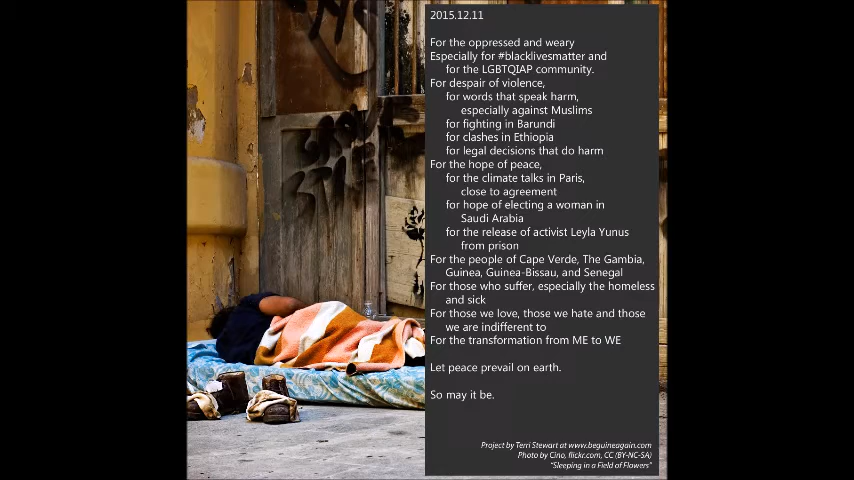 2015.12.11
For the oppressed and weary
Especially for #blacklivesmatter and
for the LGBTQIAP community.
For despair of violence,
for words that speak harm,
especially against Muslims
for fighting in Barundi
for clashes in Ethiopia
for legal decisions that do harm
For the hope of peace,
for the climate talks in Paris,
close to agreement
for hope of electing a woman in
Saudi Arabia
for the release of activist Leyla Yunus
from prison
For the people of Cape Verde, The Gambia,
Guinea, Guinea-Bissau, and Senegal
For those who suffer, especially the homeless
and sick
For those we love, those we hate and those
we are indifferent to
For the transformation from ME to WE
Let peace prevail on earth.
So may it be.
Project by Terri Stewart at www.beguineagain.com
Photo by Cino, flickr.com, CC (BY-NC-SA)
"Sleeping in a Field of Flowers"